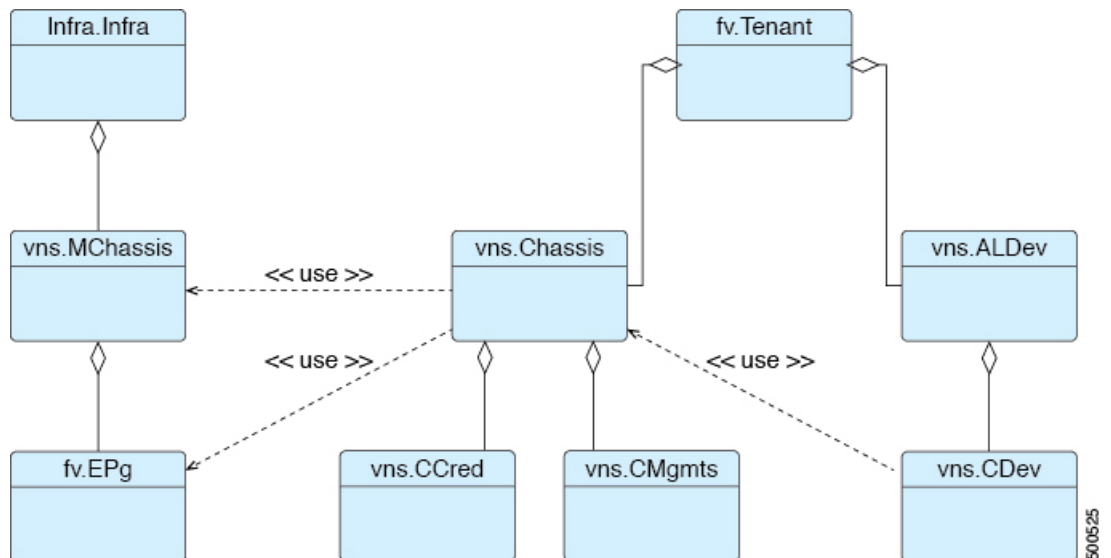 Infra.Infra
fv.Tenant
vns.MChassis
vns.Chassis
vns.ALDev
<< use >>
<< use >>
<< use >>
fv.EPg
vns.CCred
vns.CMgmts
vns.CDev
500525